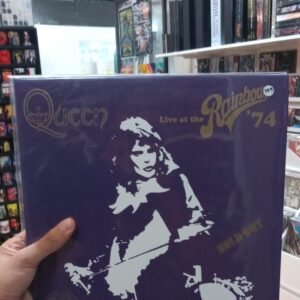 Queen
Live at the
Rainbow
'74
SOLD OUT